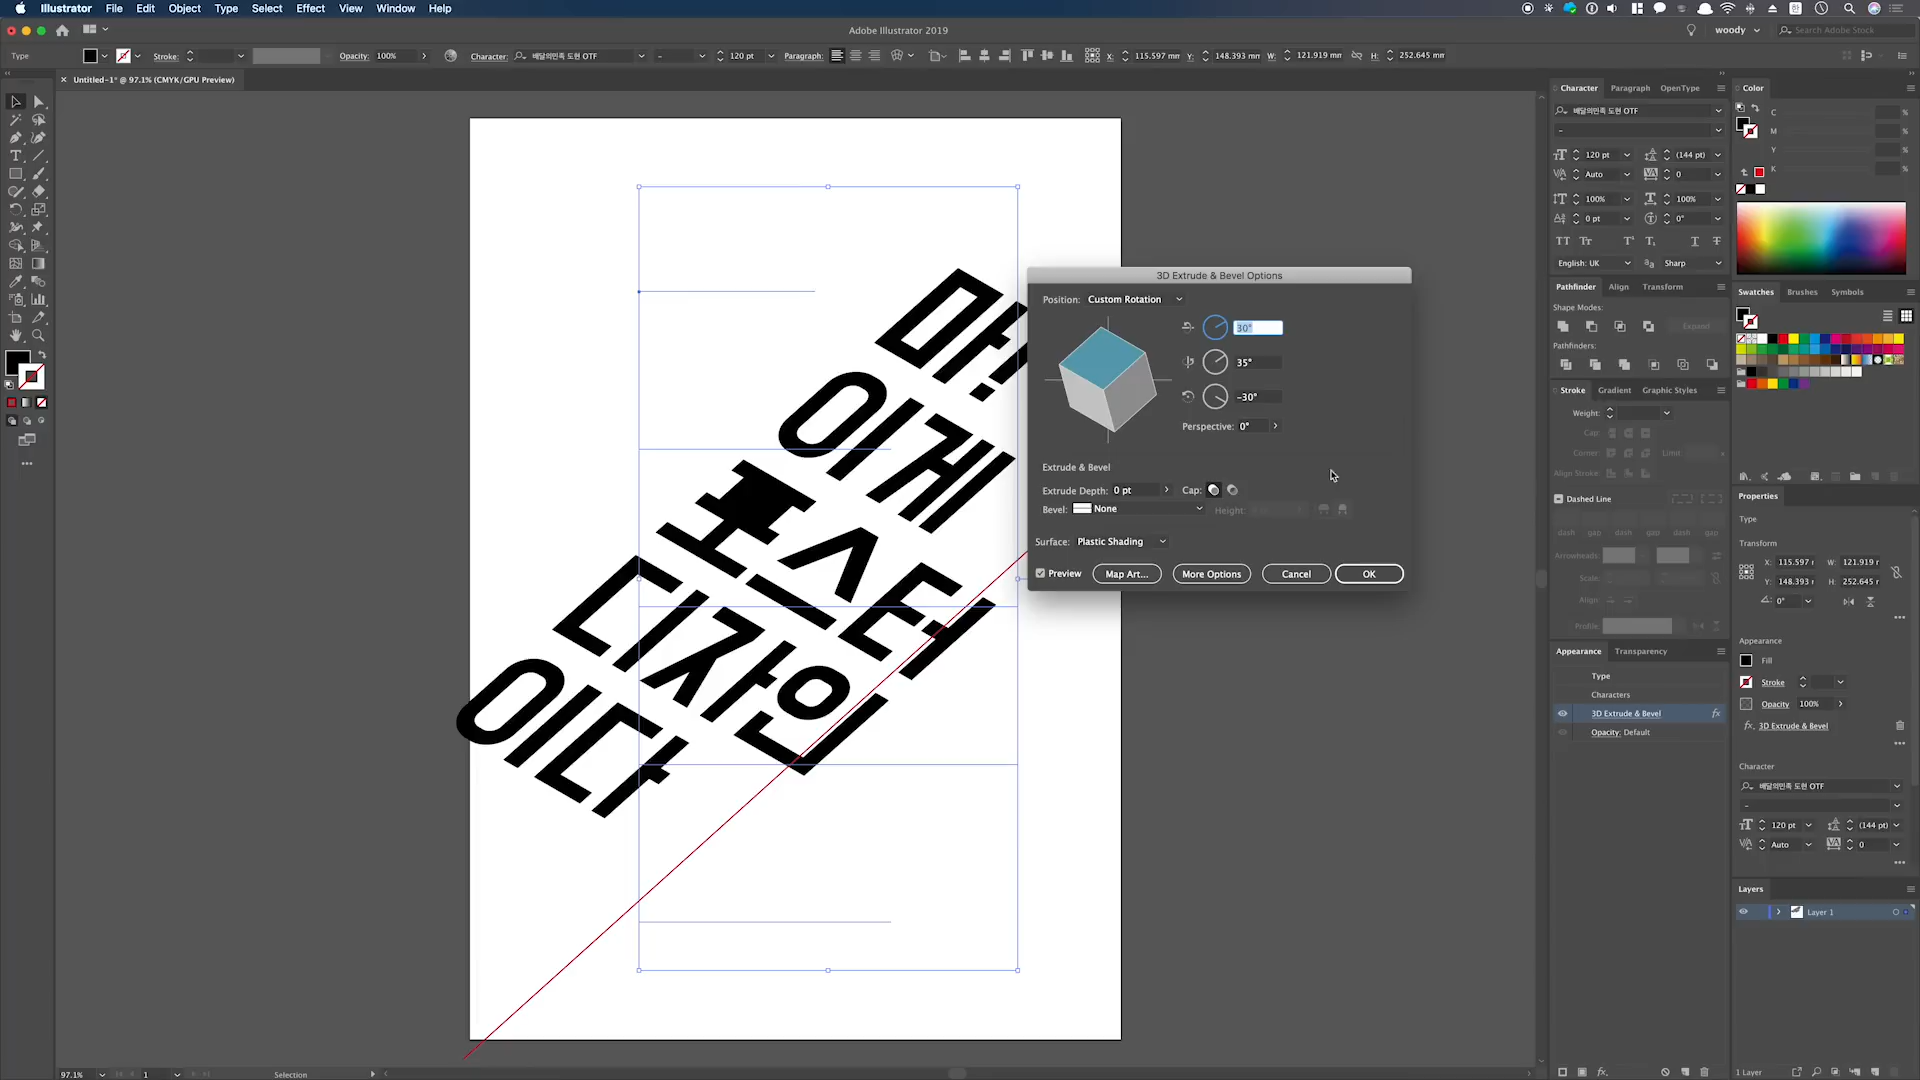 Illustrator File Edit Object Type Select Effect View Window Help
Adobe Illustrator 2019
woody
Search Adobe Stock
Type
Stroke:
Opacity: 100%
Character: 배달의민족 도현 OTF
120 pt
Paragraph:
X: 115.597 mm Y: 148.393 mm W: 121.919 mm H: 252.645 mm
Untitled-1* @ 97.1% (CMYK/GPU Preview)
마!
이게
포스터
디자인
이다
3D Extrude & Bevel Options
Position: Custom Rotation
30°
35°
-30°
Perspective: 0°
Extrude & Bevel
Extrude Depth: 0 pt Cap:
Bevel: None Height:
Surface: Plastic Shading
Preview Map Art... More Options Cancel OK
Character Paragraph OpenType
배달의민족 도현 OTF
120 pt (144 pt)
Auto 0
100% 100%
0 pt 0°
English: UK Sharp
Pathfinder Align Transform
Shape Modes:
Expand
Pathfinders:
Stroke Gradient Graphic Styles
Weight:
Cap:
Corner: Limit:
Align Stroke:
Dashed Line
dash gap dash gap dash gap
Arrowheads:
Scale:
Align:
Profile:
Appearance Transparency
Type
Characters
3D Extrude & Bevel fx
Opacity: Default
Color
C %
M %
Y %
K %
Swatches Brushes Symbols
Properties
Type
Transform
X: 115.597 W: 121.919
Y: 148.393 H: 252.645
0°
Appearance
Fill
Stroke
Opacity 100%
fx. 3D Extrude & Bevel
Character
배달의민족 도현 OTF
120 pt (144 pt)
Auto 0
Layers
Layer 1
1 Layer
97.1% 1 Selection